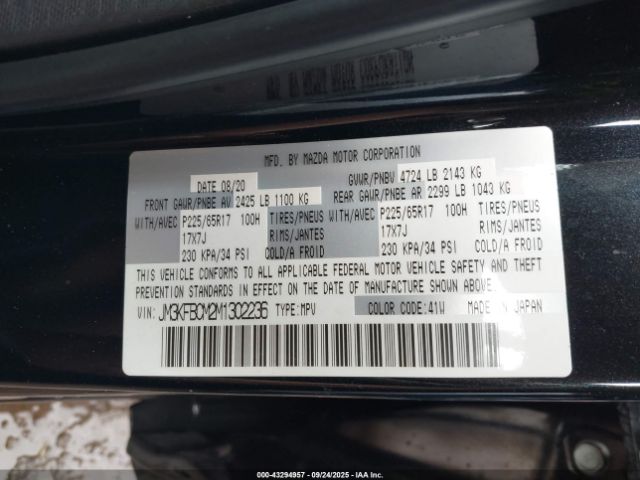 MFD. BY MAZDA MOTOR CORPORATION
DATE 08/20 GVWR/PNBV 4724 LB 2143 KG
FRONT GAWR/PNBE AV 2425 LB 1100 KG REAR GAWR/PNBE AR 2299 LB 1043 KG
WITH/AVEC P225/65R17 100H TIRES/PNEUS P225/65R17 100H TIRES/PNEUS
17X7J RIMS/JANTES 17X7J RIMS/JANTES
230 KPA/34 PSI COLD/A FROID 230 KPA/34 PSI COLD/A FROID
THIS VEHICLE CONFORMS TO ALL APPLICABLE FEDERAL MOTOR VEHICLE SAFETY AND THEFT
PREVENTION STANDARDS IN EFFECT ON THE DATE OF MANUFACTURE SHOWN ABOVE.
VIN: JM3KFBCM2M1302236 TYPE:MPV COLOR CODE:41W MADE IN JAPAN
000-43294957 - 09/24/2025 - IAA Inc.